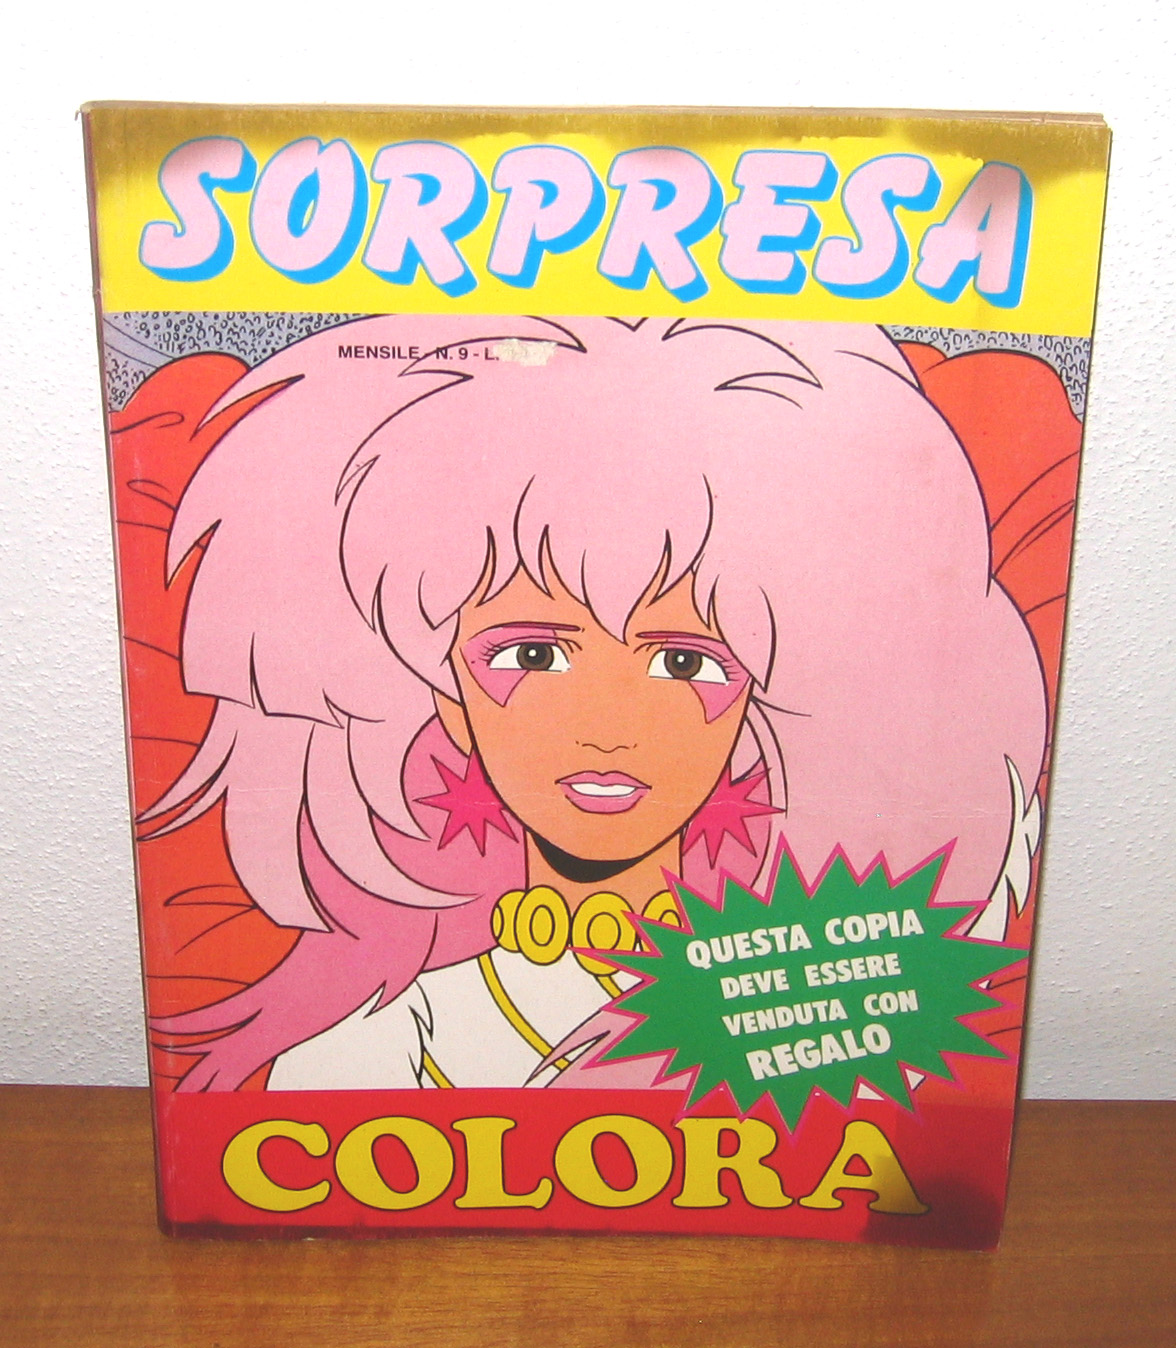 SORPRESA
MENSILE - N. 9 - L.
QUESTA COPIA
DEVE ESSERE
VENDUTA CON
REGALO
COLORA